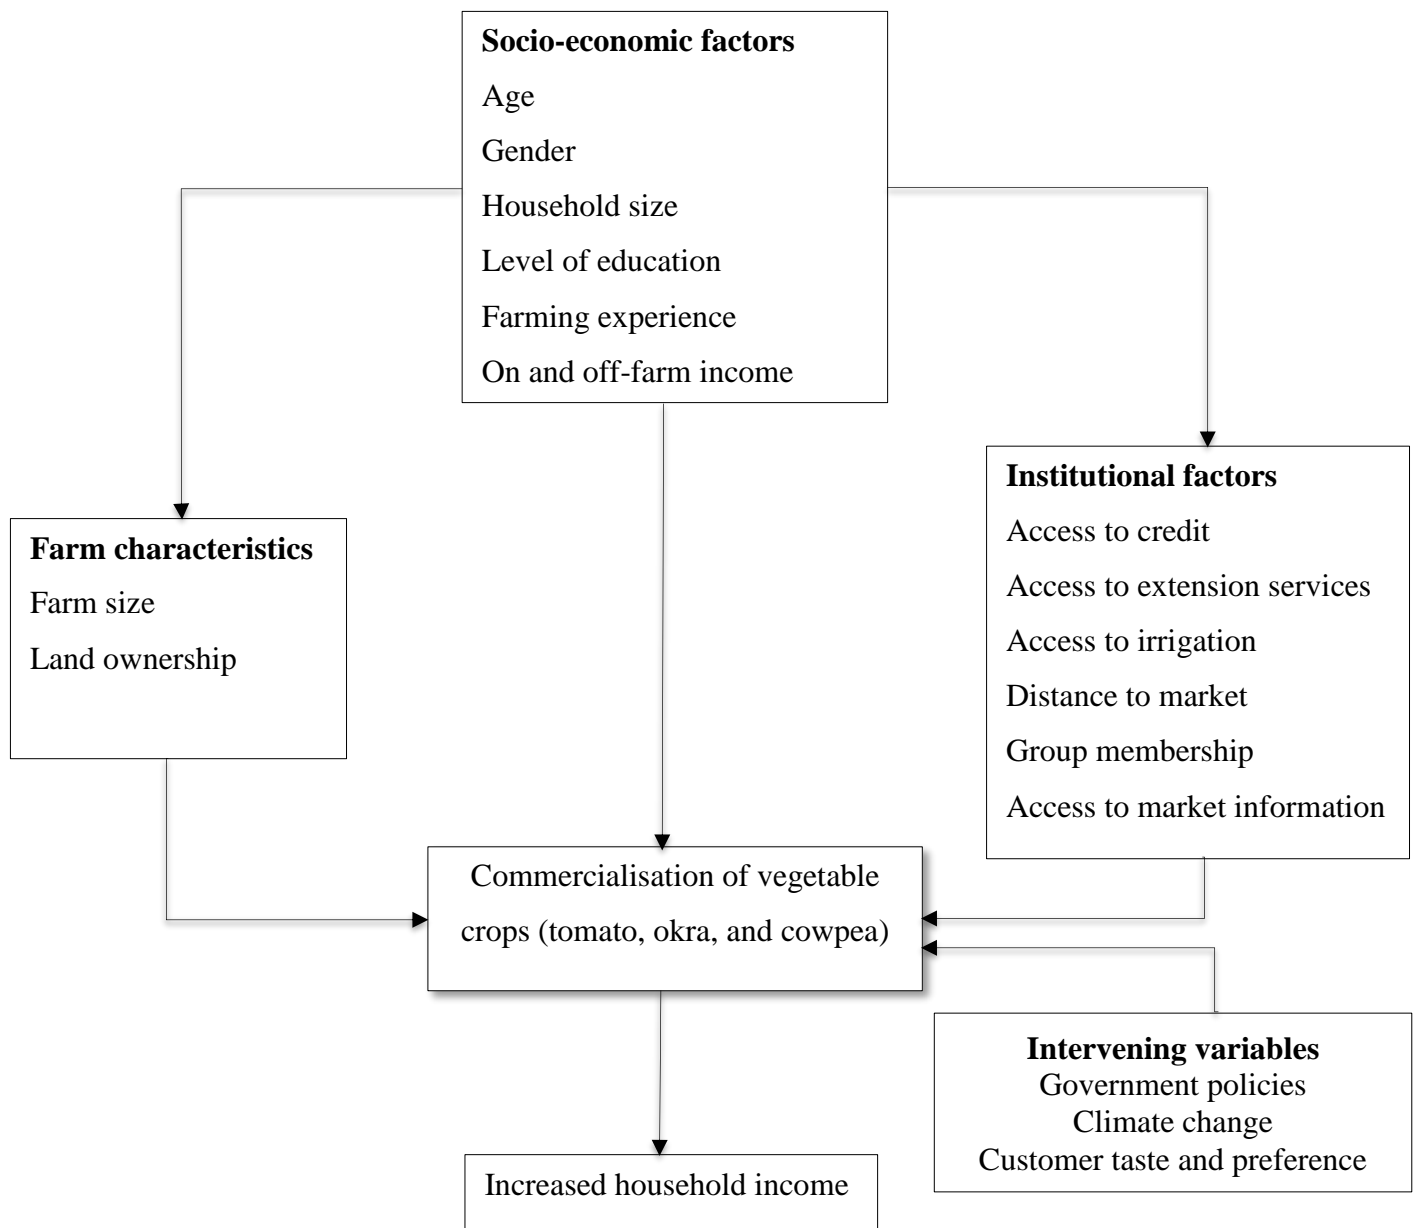 Socio-economic factors
Age
Gender
Household size
Level of education
Farming experience
On and off-farm income
Farm characteristics
Farm size
Land ownership
Institutional factors
Access to credit
Access to extension services
Access to irrigation
Distance to market
Group membership
Access to market information
Commercialisation of vegetable
crops (tomato, okra, and cowpea)
Intervening variables
Government policies
Climate change
Customer taste and preference
Increased household income